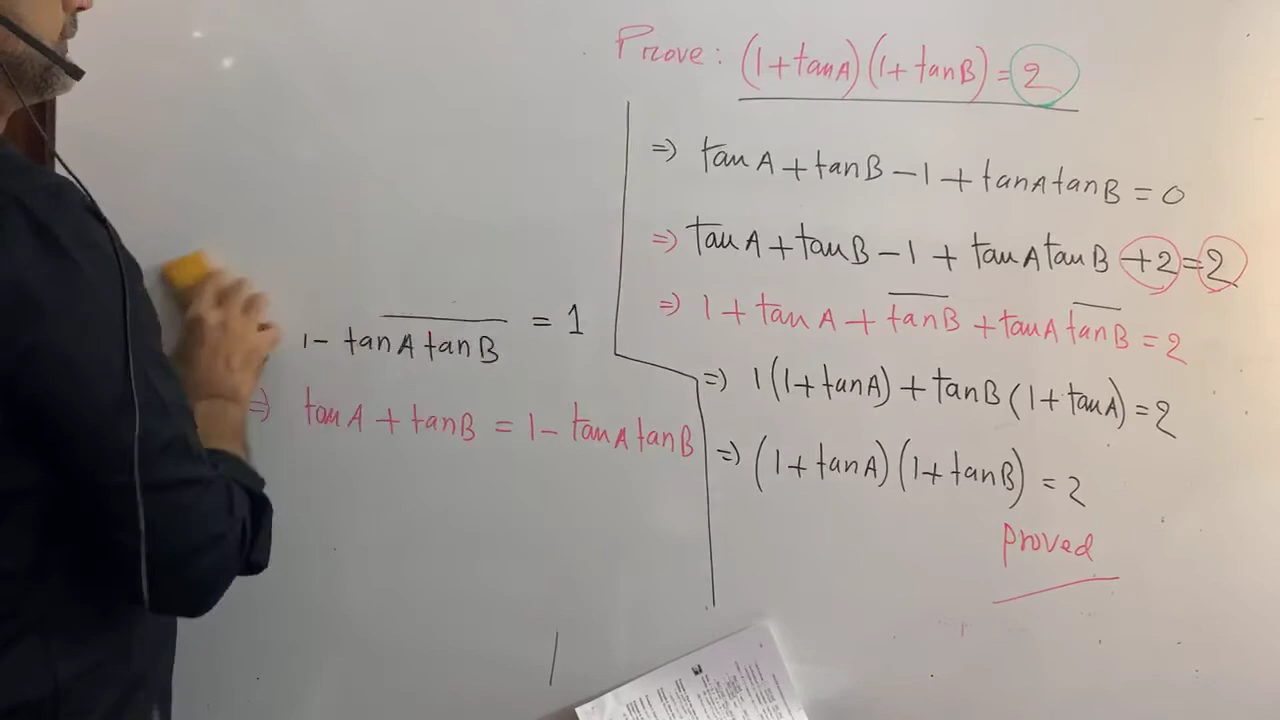 Prove: (1+tanA)(1+tanB)=2
1-tanA tanB = 1
⇒ tanA + tanB = 1 - tanA tanB
⇒ tanA + tanB - 1 + tanA tanB = 0
⇒ tanA + tanB - 1 + tanA tanB +2=2
⇒ 1 + tanA + tanB + tanA tanB = 2
⇒ 1(1+tanA) + tanB(1+tanA) = 2
⇒ (1+tanA)(1+tanB) = 2
Proved